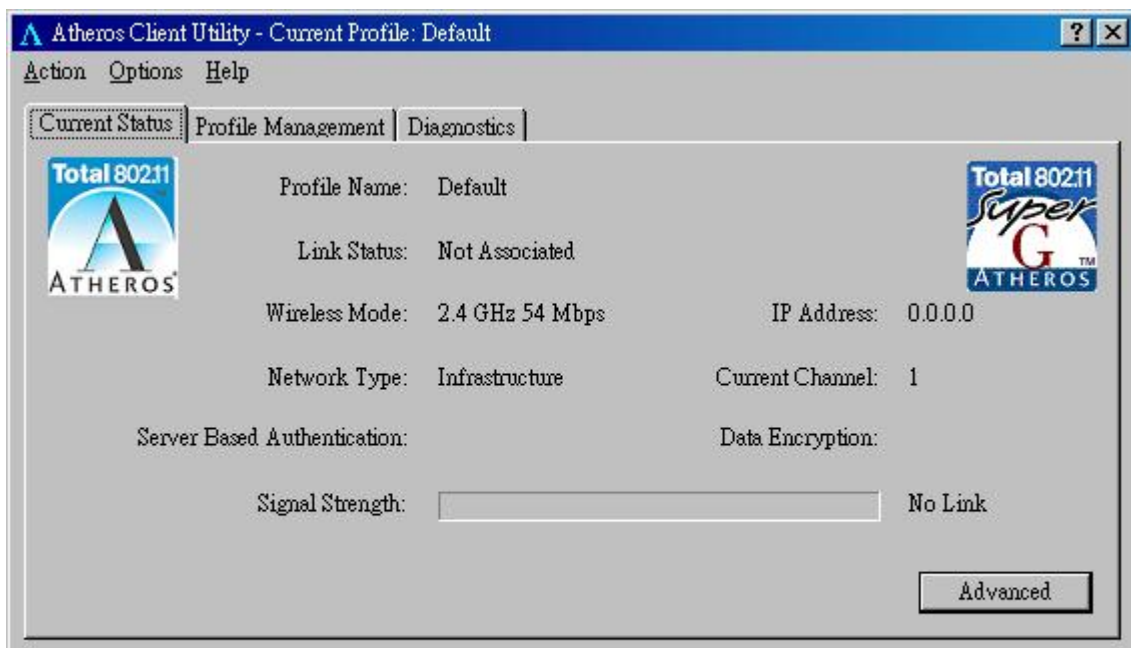 Atheros Client Utility - Current Profile: Default
Action Options Help
Current Status Profile Management Diagnostics
Total 802.11
ATHEROS®
Total 802.11
Super
G™
ATHEROS
Profile Name: Default
Link Status: Not Associated
Wireless Mode: 2.4 GHz 54 Mbps IP Address: 0.0.0.0
Network Type: Infrastructure Current Channel: 1
Server Based Authentication: Data Encryption:
Signal Strength: No Link
Advanced